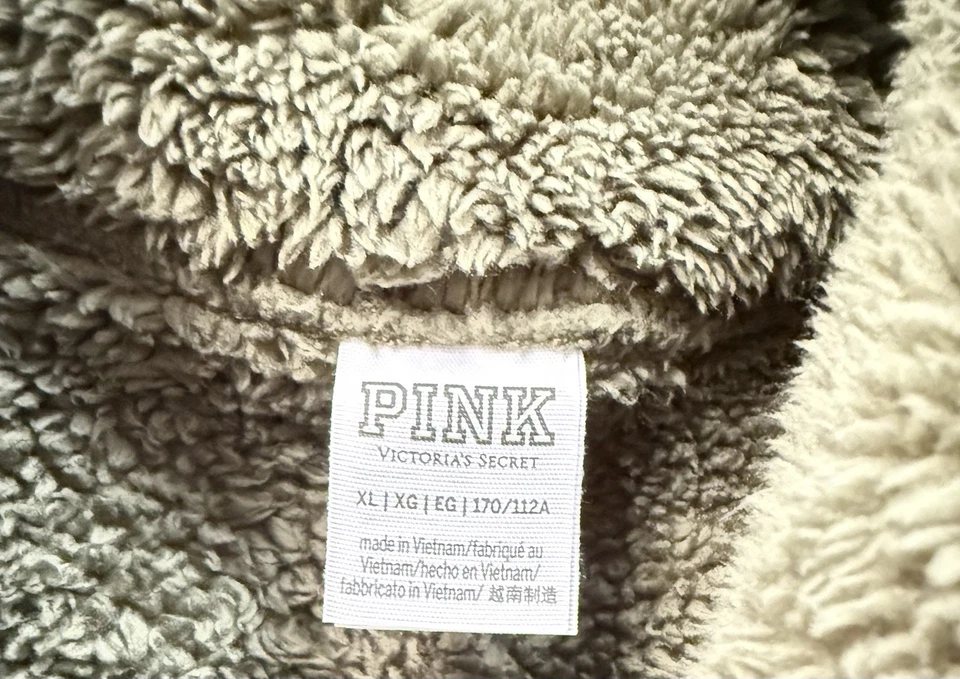 PINK
VICTORIA'S SECRET
XL | XG | EG | 170/112A
made in Vietnam/fabriqué au
Vietnam/hecho en Vietnam/
fabbricato in Vietnam/ 越南制造